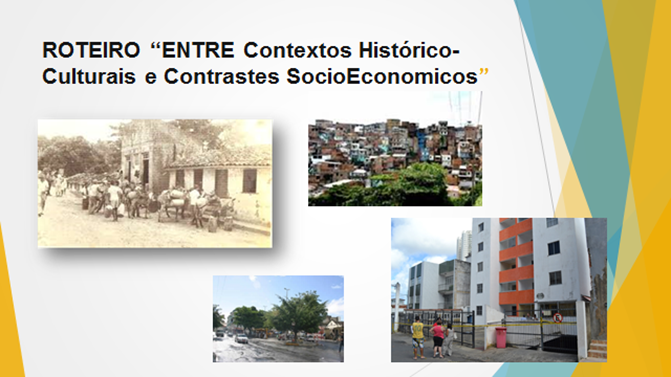 ROTEIRO “ENTRE Contextos Histórico-
Culturais e Contrastes SocioEconomicos”